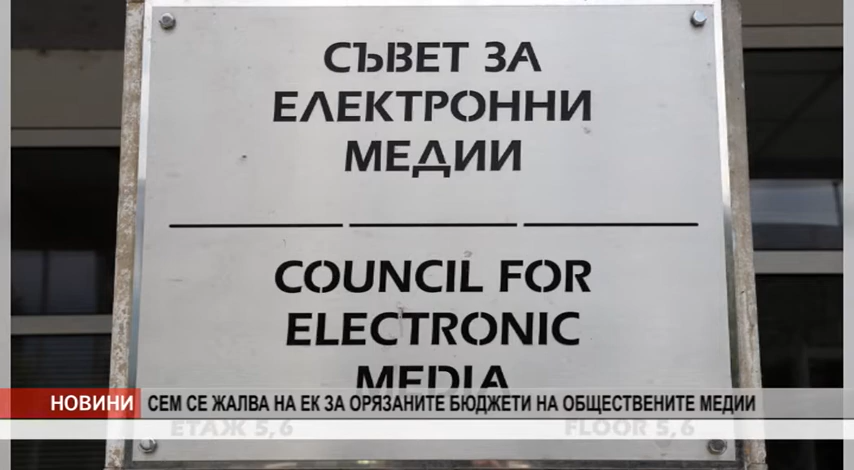 СЪВЕТ ЗА
ЕЛЕКТРОННИ
МЕДИИ
COUNCIL FOR
ELECTRONIC
MEDIA
НОВИНИ
СЕМ СЕ ЖАЛВА НА ЕК ЗА ОРЯЗАНИТЕ БЮДЖЕТИ НА ОБЩЕСТВЕНИТЕ МЕДИИ
ЕТАЖ 5,6 FLOOR 5,6